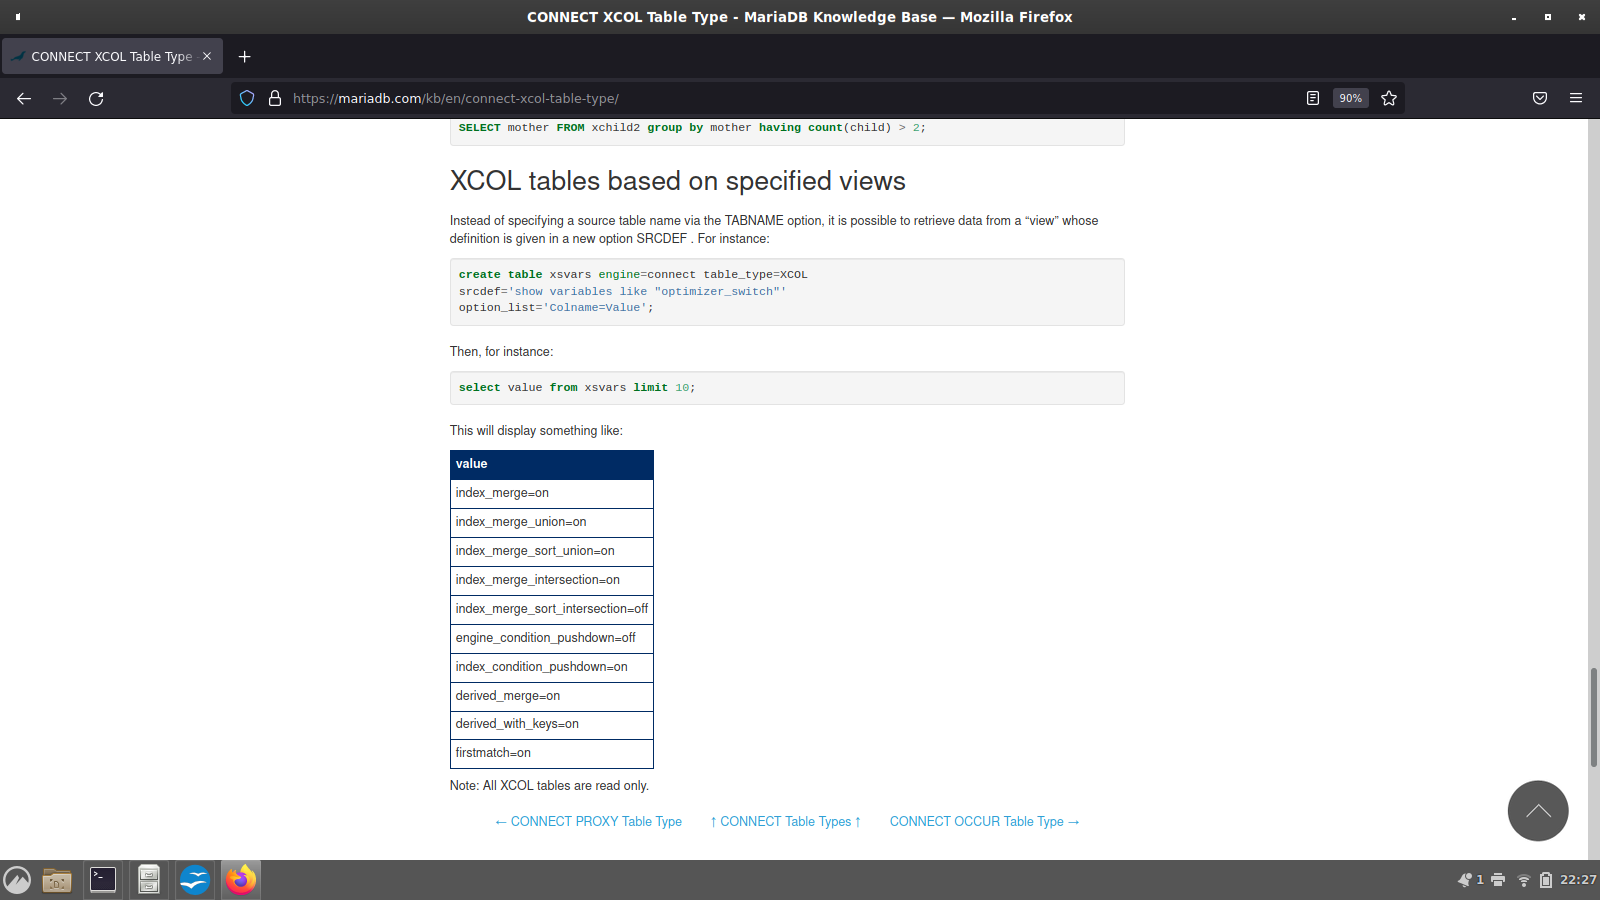 CONNECT XCOL Table Type - MariaDB Knowledge Base — Mozilla Firefox
CONNECT XCOL Table Type
https://mariadb.com/kb/en/connect-xcol-table-type/
90%
SELECT mother FROM xchild2 group by mother having count(child) > 2;
XCOL tables based on specified views
Instead of specifying a source table name via the TABNAME option, it is possible to retrieve data from a “view” whose
definition is given in a new option SRCDEF . For instance:
create table xsvars engine=connect table_type=XCOL
srcdef='show variables like "optimizer_switch"'
option_list='Colname=Value';
Then, for instance:
select value from xsvars limit 10;
This will display something like:
value
index_merge=on
index_merge_union=on
index_merge_sort_union=on
index_merge_intersection=on
index_merge_sort_intersection=off
engine_condition_pushdown=off
index_condition_pushdown=on
derived_merge=on
derived_with_keys=on
firstmatch=on
Note: All XCOL tables are read only.
← CONNECT PROXY Table Type ↑ CONNECT Table Types ↑ CONNECT OCCUR Table Type →
1 22:27